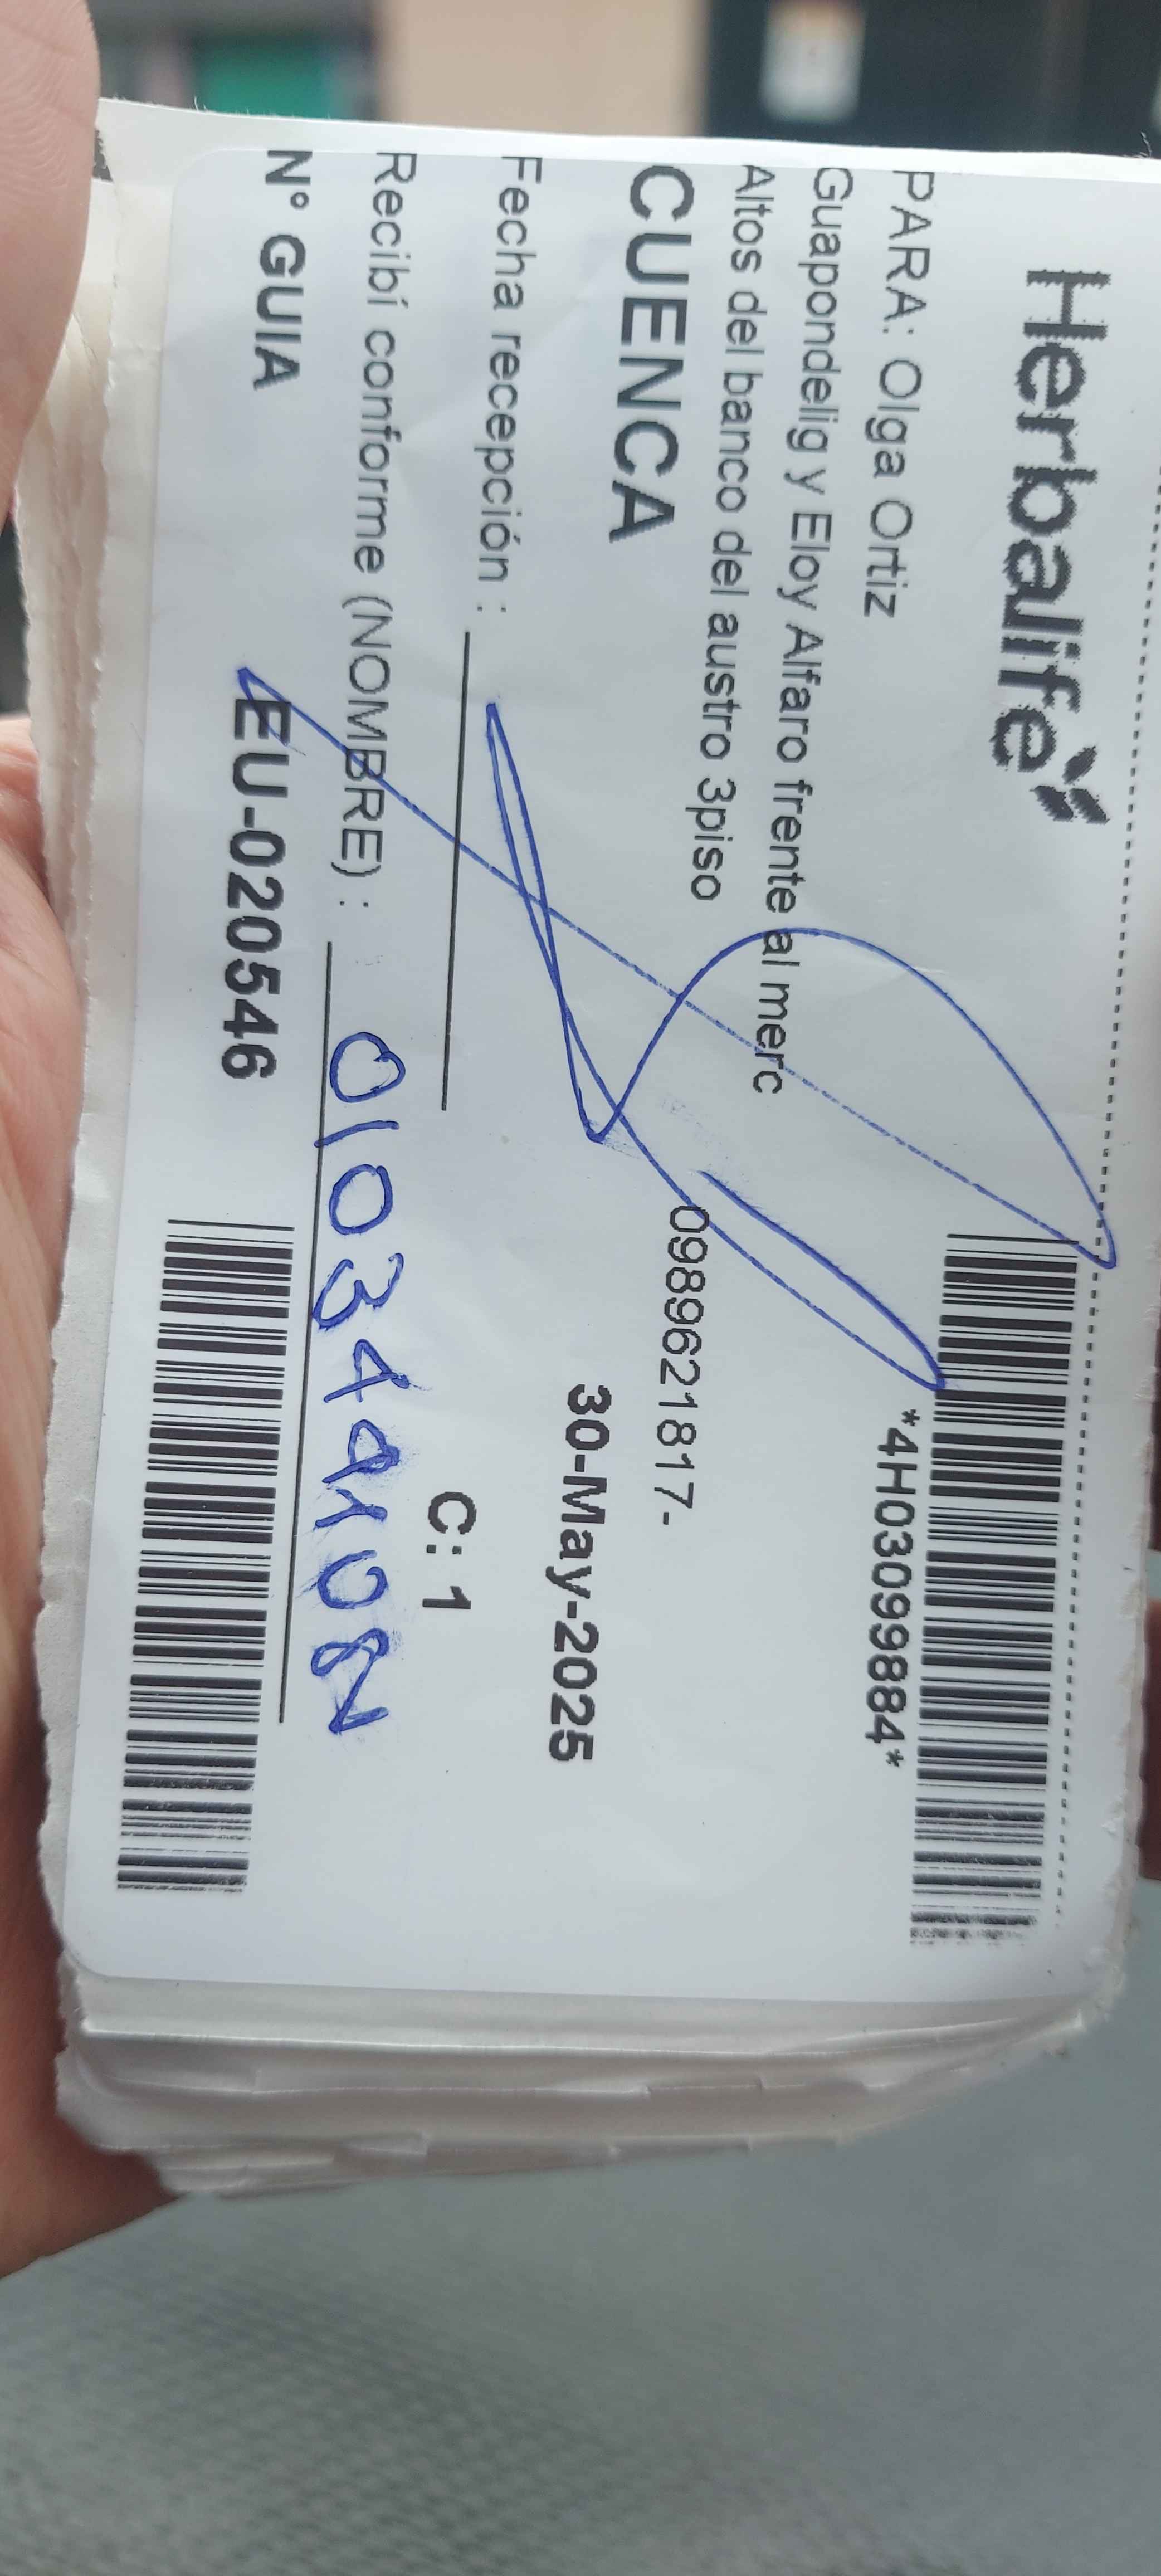 Herbalife
*4H03099884*
PARA: Olga Ortiz
Guapondelig y Eloy Alfaro frente al merc
Altos del banco del austro 3piso
0989621817-
CUENCA
30-May-2025
Fecha recepción :
C: 1
Recibí conforme (NOMBRE) :
N° GUIA EU-020546